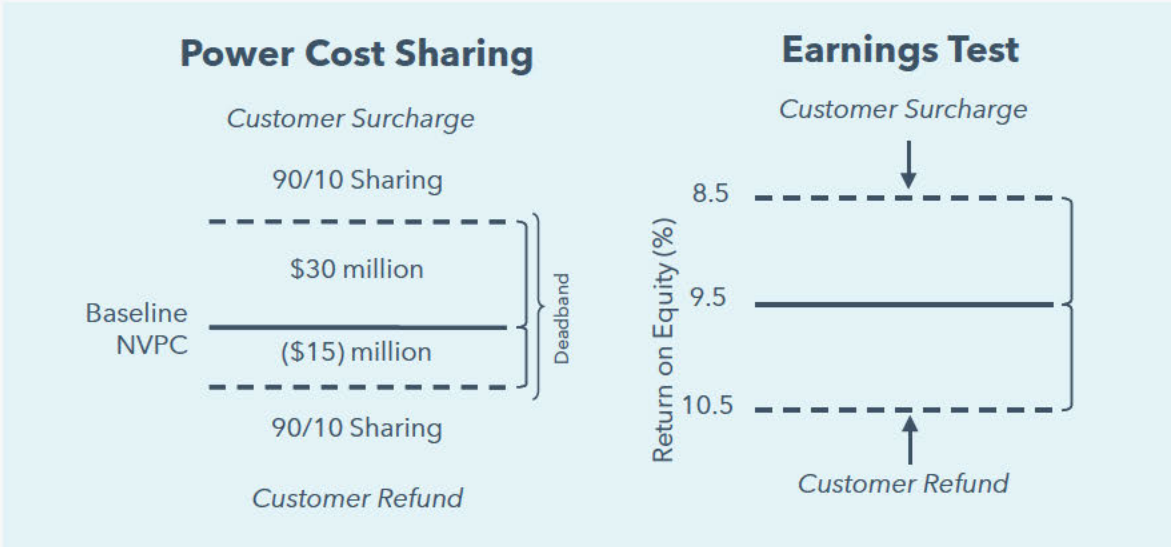 Power Cost Sharing
Customer Surcharge
90/10 Sharing
$30 million
Baseline
NVPC
($15) million
90/10 Sharing
Customer Refund
Deadband
Earnings Test
Customer Surcharge
8.5
9.5
10.5
Return on Equity (%)
Customer Refund